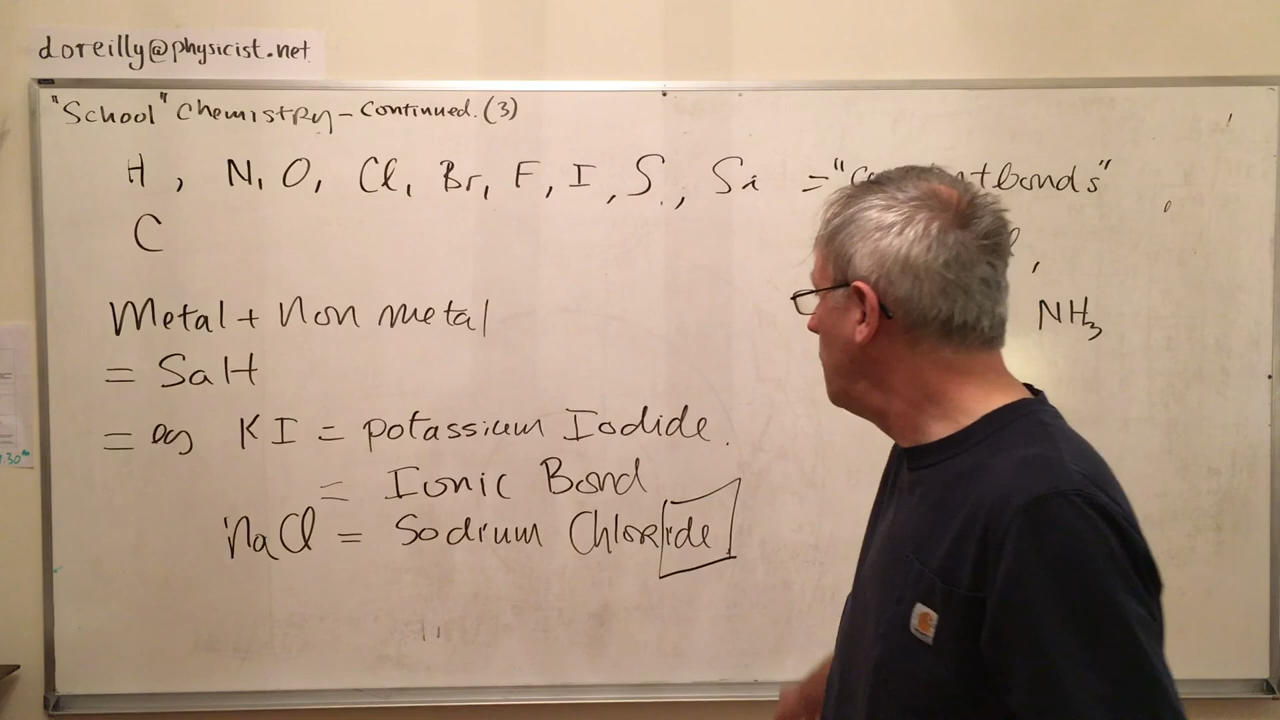 doreilly@physicist.net
"School" Chemistry - Continued. (3)
H, N, O, Cl, Br, F, I, S, Si = "
bonds"
C
NH₃
Metal + Non metal
= Salt
= eg KI = potassium Iodide.
= Ionic Bond
NaCl = Sodium Chloride